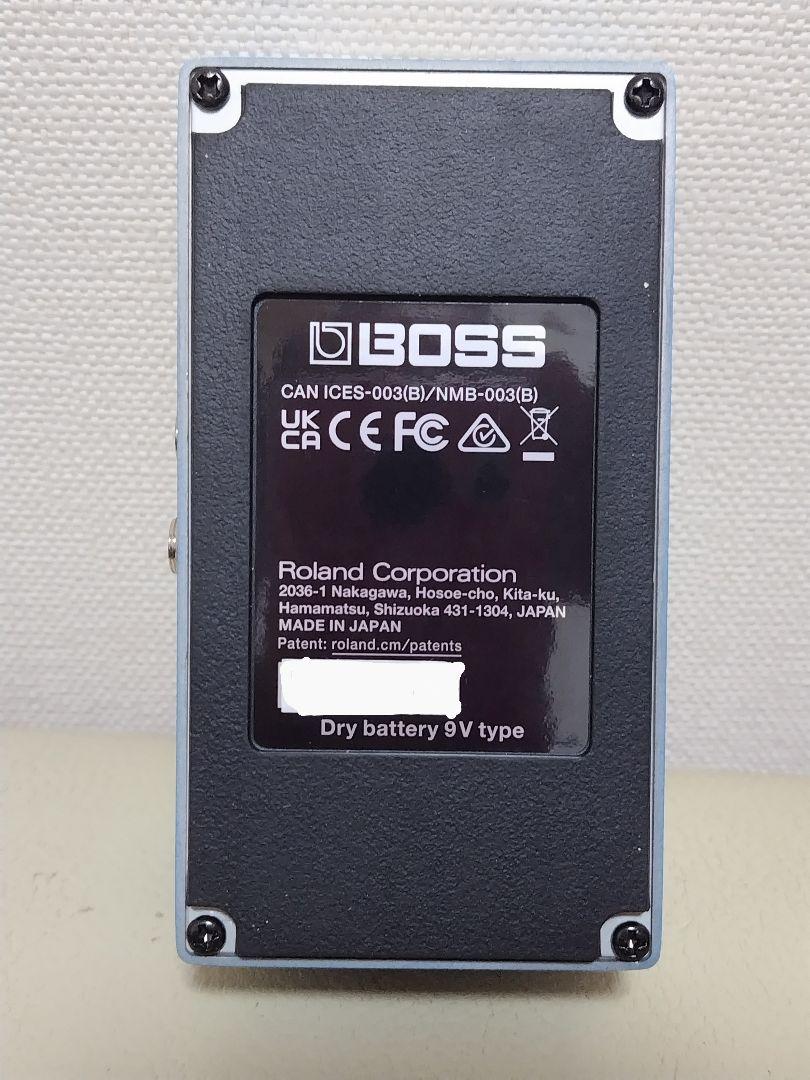 BOSS
CAN ICES-003(B)/NMB-003(B)
UK CA CE FC
Roland Corporation
2036-1 Nakagawa, Hosoe-cho, Kita-ku,
Hamamatsu, Shizuoka 431-1304, JAPAN
MADE IN JAPAN
Patent: roland.cm/patents
Dry battery 9V type